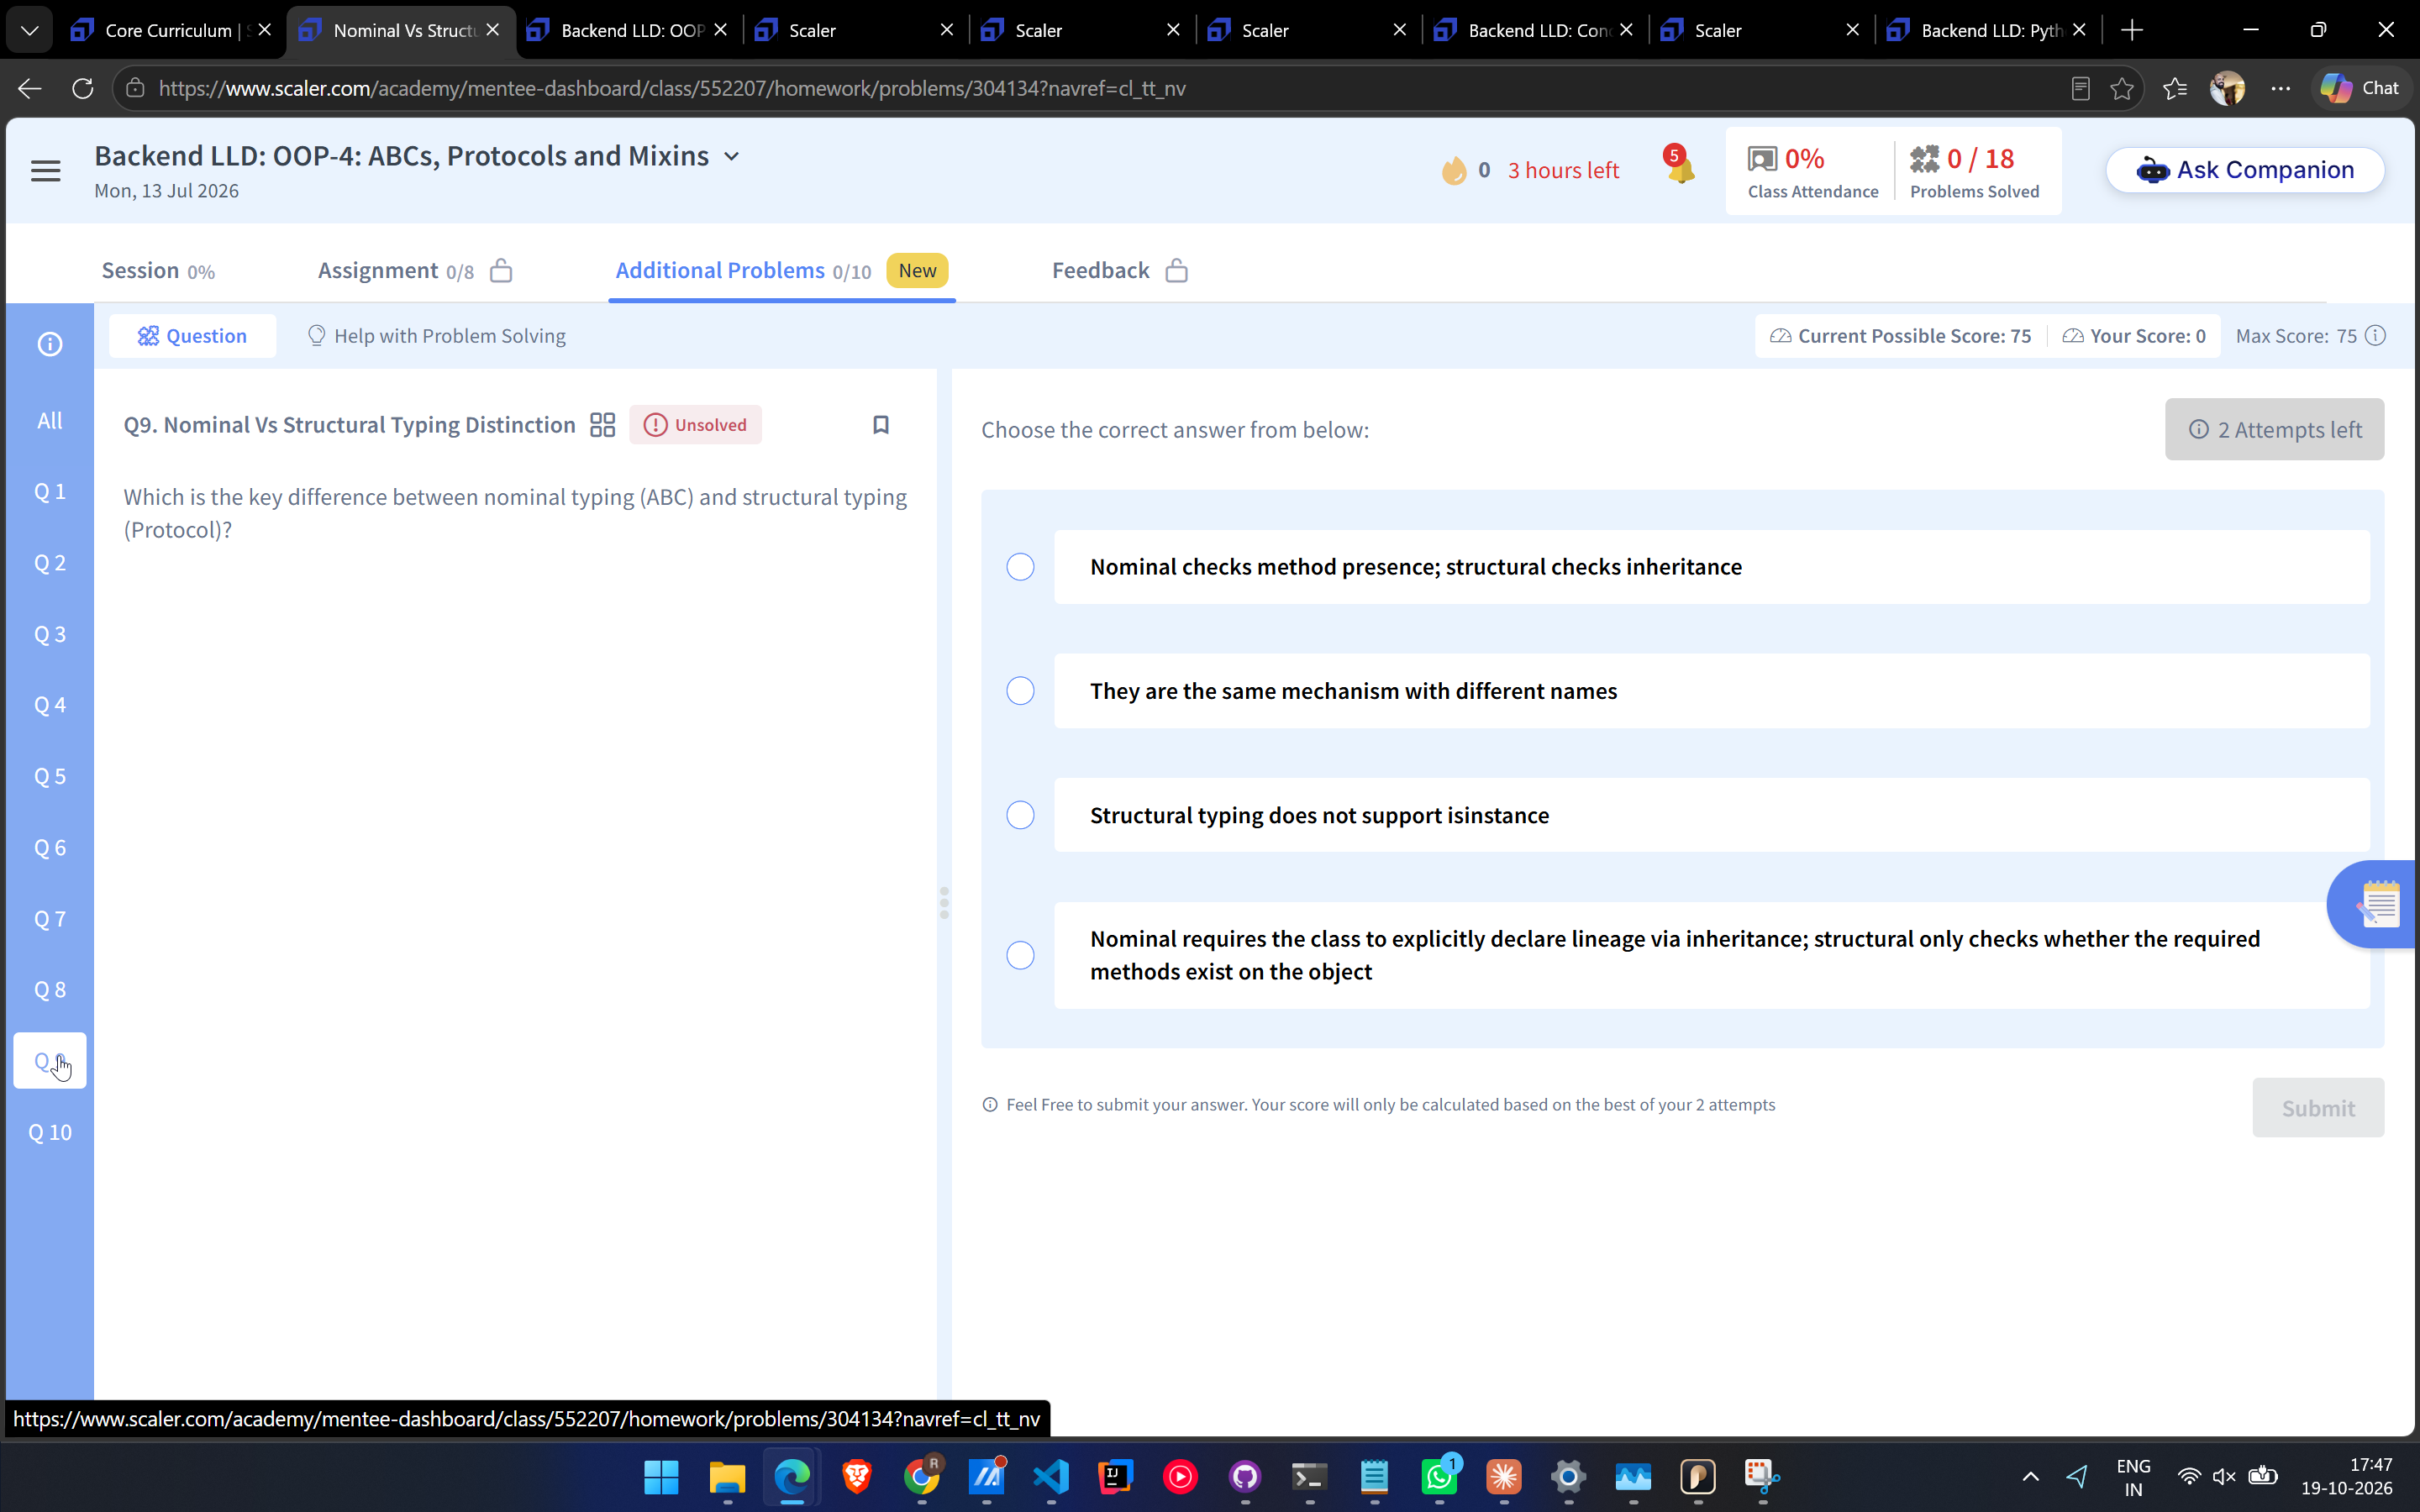 Core Curriculum |
Nominal Vs Struct
Backend LLD: OOP
Scaler
Scaler
Scaler
Backend LLD: Con
Scaler
Backend LLD: Pyth
https://www.scaler.com/academy/mentee-dashboard/class/552207/homework/problems/304134?navref=cl_tt_nv
Chat
Backend LLD: OOP-4: ABCs, Protocols and Mixins
Mon, 13 Jul 2026
0 3 hours left
5
0%
Class Attendance
0 / 18
Problems Solved
Ask Companion
Session 0%
Assignment 0/8
Additional Problems 0/10 New
Feedback
Question
Help with Problem Solving
Current Possible Score: 75
Your Score: 0
Max Score: 75
All
Q 1
Q 2
Q 3
Q 4
Q 5
Q 6
Q 7
Q 8
Q 9
Q 10
Q9. Nominal Vs Structural Typing Distinction
Unsolved
Which is the key difference between nominal typing (ABC) and structural typing
(Protocol)?
Choose the correct answer from below:
2 Attempts left
Nominal checks method presence; structural checks inheritance
They are the same mechanism with different names
Structural typing does not support isinstance
Nominal requires the class to explicitly declare lineage via inheritance; structural only checks whether the required
methods exist on the object
Feel Free to submit your answer. Your score will only be calculated based on the best of your 2 attempts
Submit
https://www.scaler.com/academy/mentee-dashboard/class/552207/homework/problems/304134?navref=cl_tt_nv
R
IJ
1
ENG
IN
17:47
19-10-2026